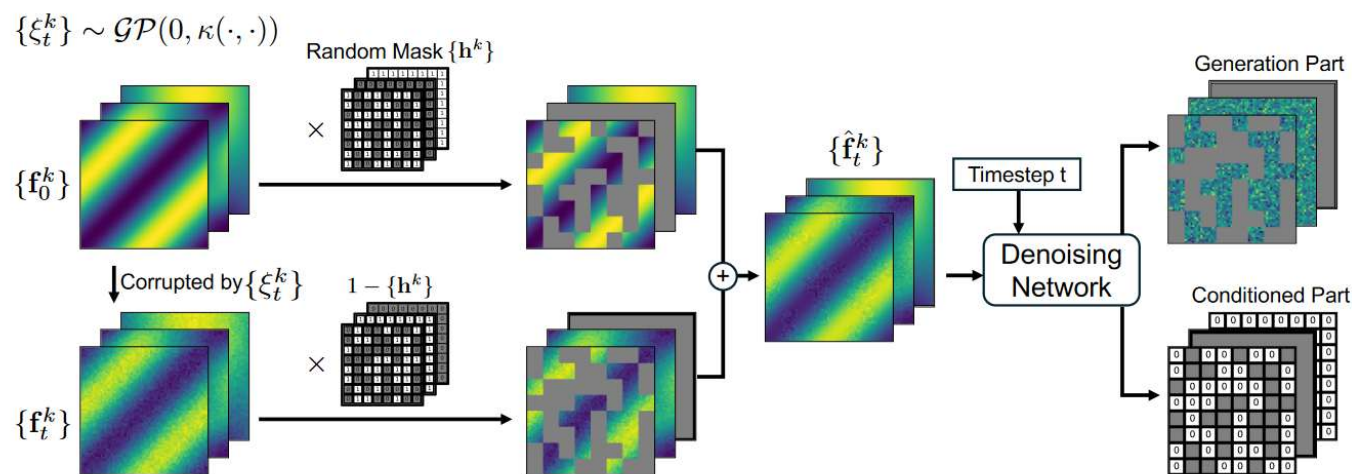 {ξ_t^k} ∼ 𝒢𝒫(0, κ(·, ·))
Random Mask {h^k}
×
{f_0^k}
Corrupted by {ξ_t^k}
1 − {h^k}
×
{f_t^k}
+
{f̂_t^k}
Timestep t
Denoising
Network
Generation Part
Conditioned Part